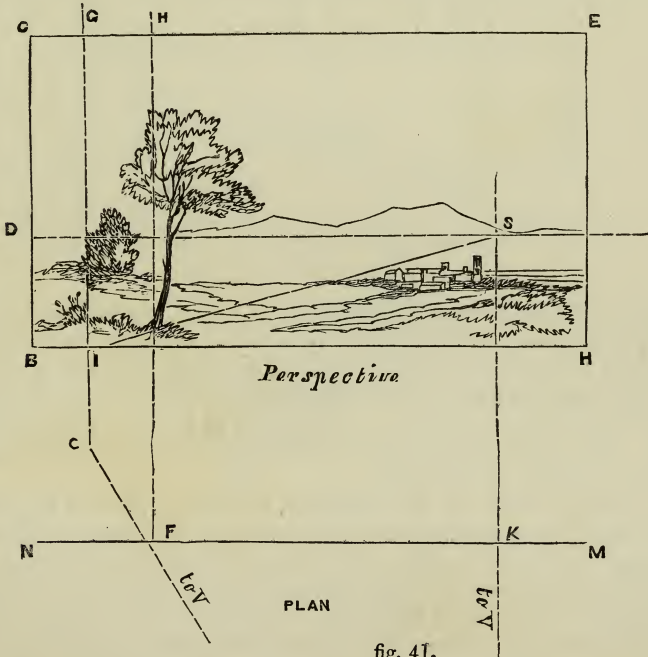 G H
C E
D S
B I H
Perspective
C
N F K M
to V to V
PLAN
fig. 41.